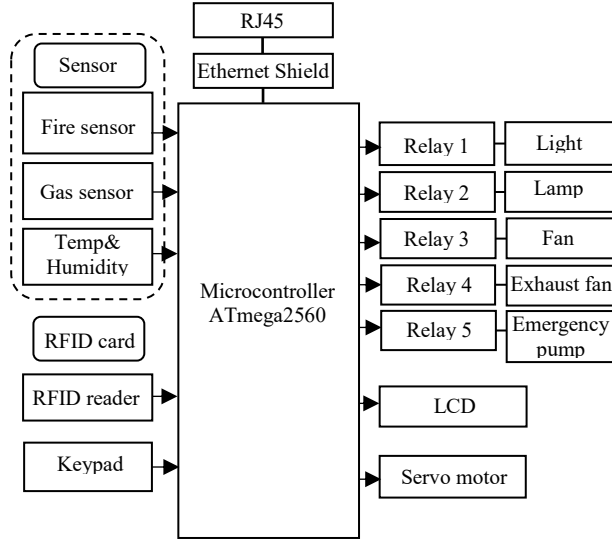 RJ45
Ethernet Shield
Sensor
Fire sensor
Gas sensor
Temp&
Humidity
RFID card
RFID reader
Keypad
Microcontroller
ATmega2560
Relay 1
Light
Relay 2
Lamp
Relay 3
Fan
Relay 4
Exhaust fan
Relay 5
Emergency
pump
LCD
Servo motor